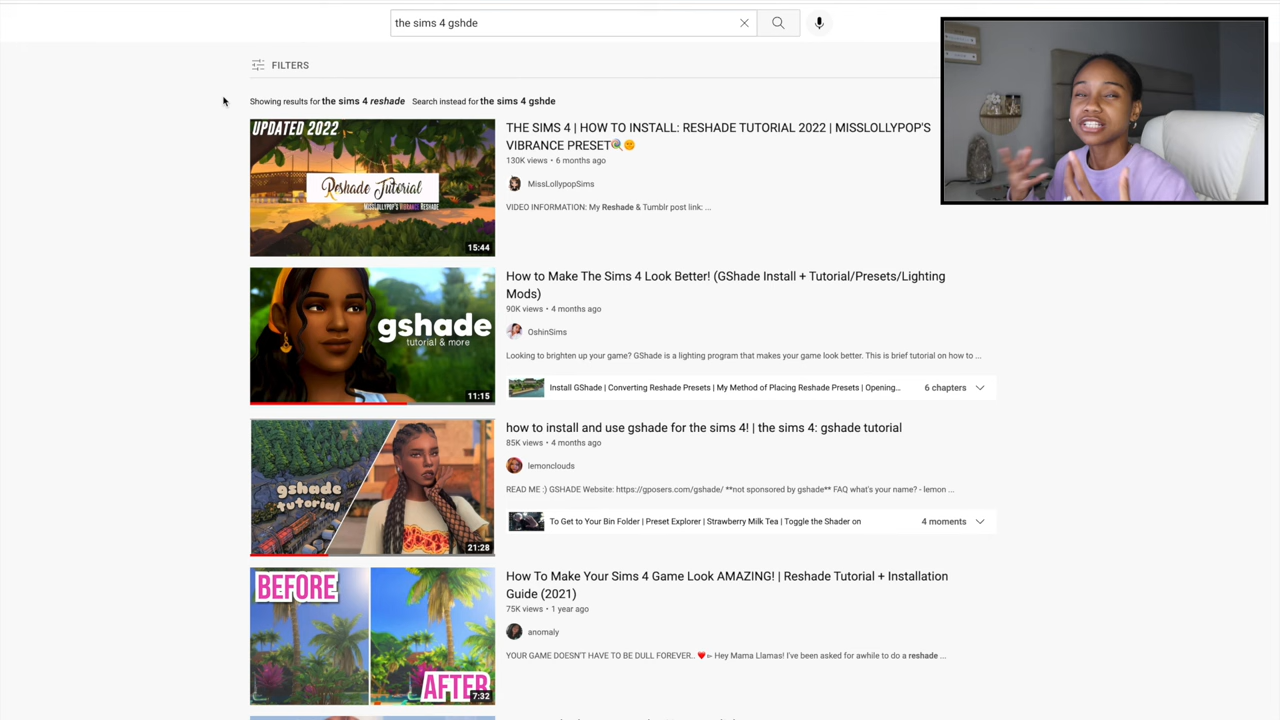 the sims 4 gshde
FILTERS
Showing results for the sims 4 reshade Search instead for the sims 4 gshde
UPDATED 2022
Reshade Tutorial
MISSLOLLYPOP'S VIBRANCE RESHADE
15:44
THE SIMS 4 | HOW TO INSTALL: RESHADE TUTORIAL 2022 | MISSLOLLYPOP'S
VIBRANCE PRESET🍭🌞
130K views • 6 months ago
MissLollypopSims
VIDEO INFORMATION: My Reshade & Tumblr post link: ...
gshade
tutorial & more
11:15
How to Make The Sims 4 Look Better! (GShade Install + Tutorial/Presets/Lighting
Mods)
90K views • 4 months ago
OshinSims
Looking to brighten up your game? GShade is a lighting program that makes your game look better. This is brief tutorial on how to ...
Install GShade | Converting Reshade Presets | My Method of Placing Reshade Presets | Opening... 6 chapters
gshade
tutorial
21:28
how to install and use gshade for the sims 4! | the sims 4: gshade tutorial
85K views • 4 months ago
lemonclouds
READ ME :) GSHADE Website: https://gposers.com/gshade/ **not sponsored by gshade** FAQ what's your name? - lemon ...
To Get to Your Bin Folder | Preset Explorer | Strawberry Milk Tea | Toggle the Shader on 4 moments
BEFORE
AFTER
7:32
How To Make Your Sims 4 Game Look AMAZING! | Reshade Tutorial + Installation
Guide (2021)
75K views • 1 year ago
anomaly
YOUR GAME DOESN'T HAVE TO BE DULL FOREVER.. ❤️➳ Hey Mama Llamas! I've been asked for awhile to do a reshade ...